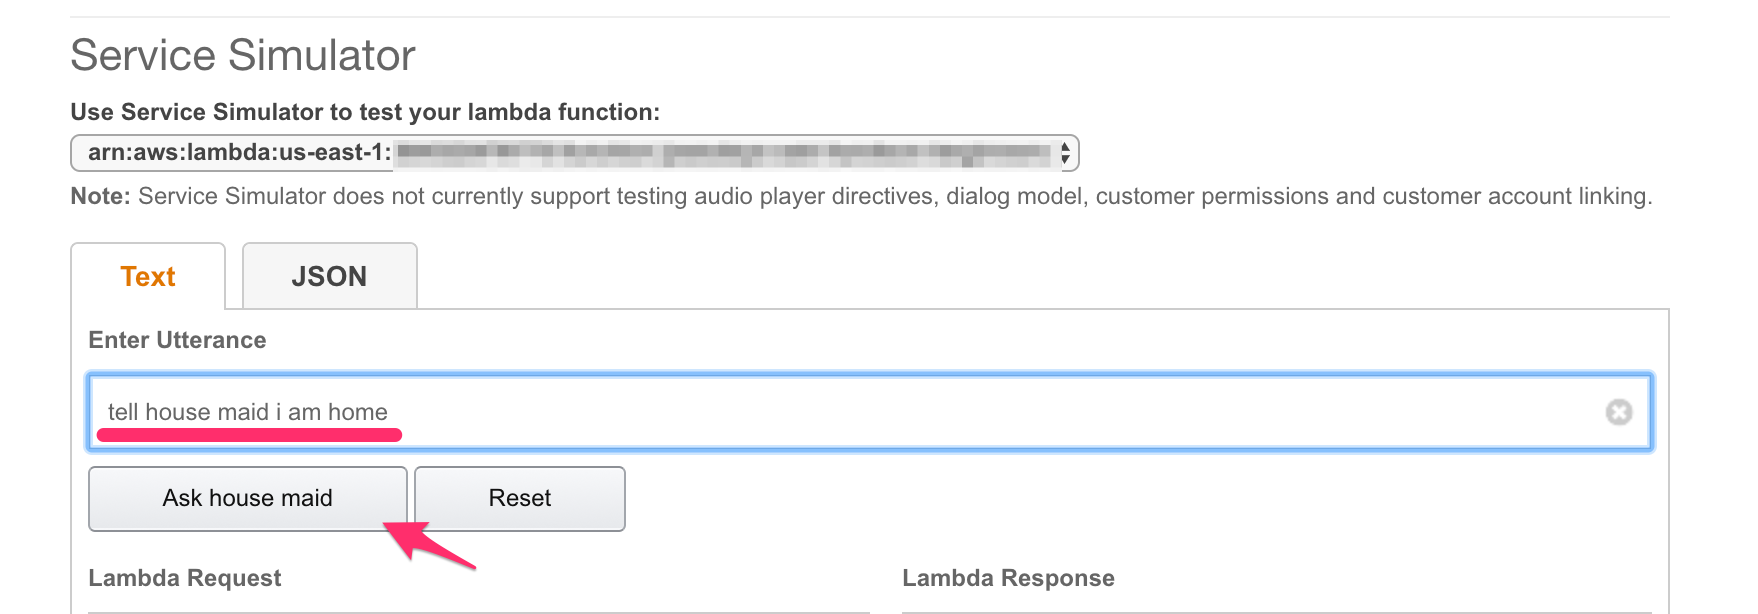 Service Simulator
Use Service Simulator to test your lambda function:
arn:aws:lambda:us-east-1:
Note: Service Simulator does not currently support testing audio player directives, dialog model, customer permissions and customer account linking.
Text JSON
Enter Utterance
tell house maid i am home
Ask house maid Reset
Lambda Request Lambda Response